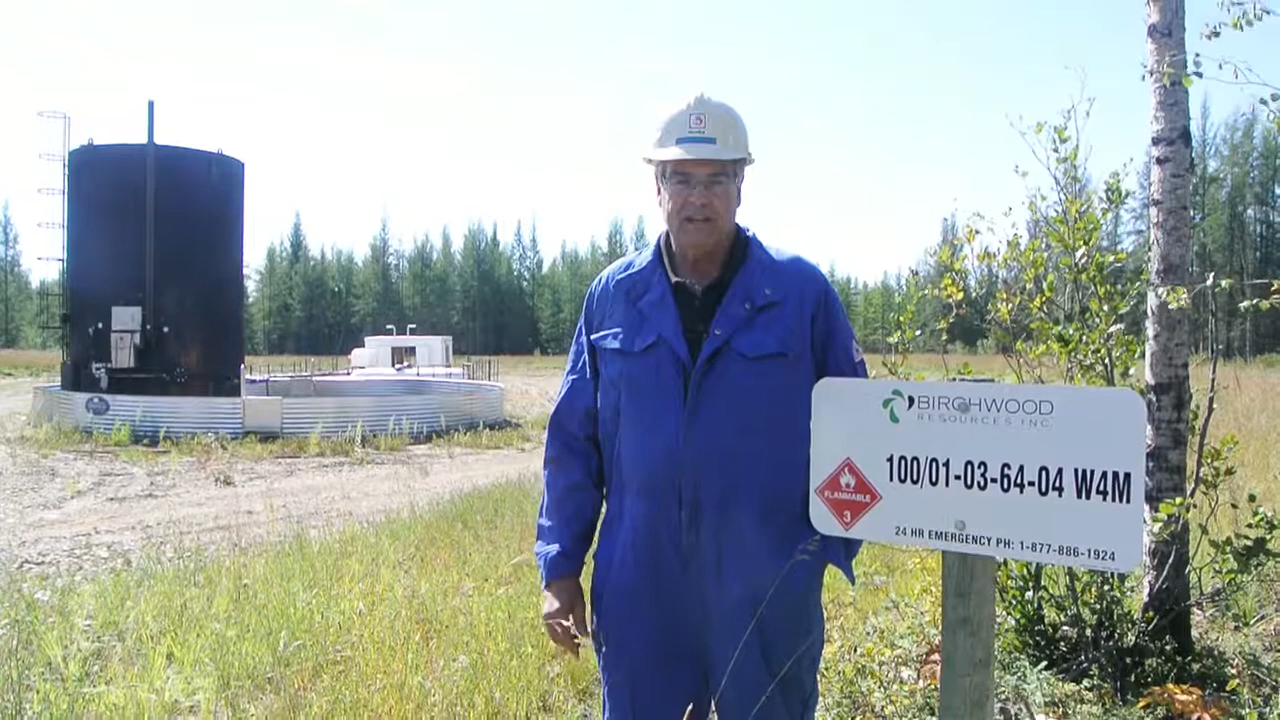 BIRCHWOOD
RESOURCES INC.
100/01-03-64-04 W4M
FLAMMABLE
3
24 HR EMERGENCY PH: 1-877-886-1924